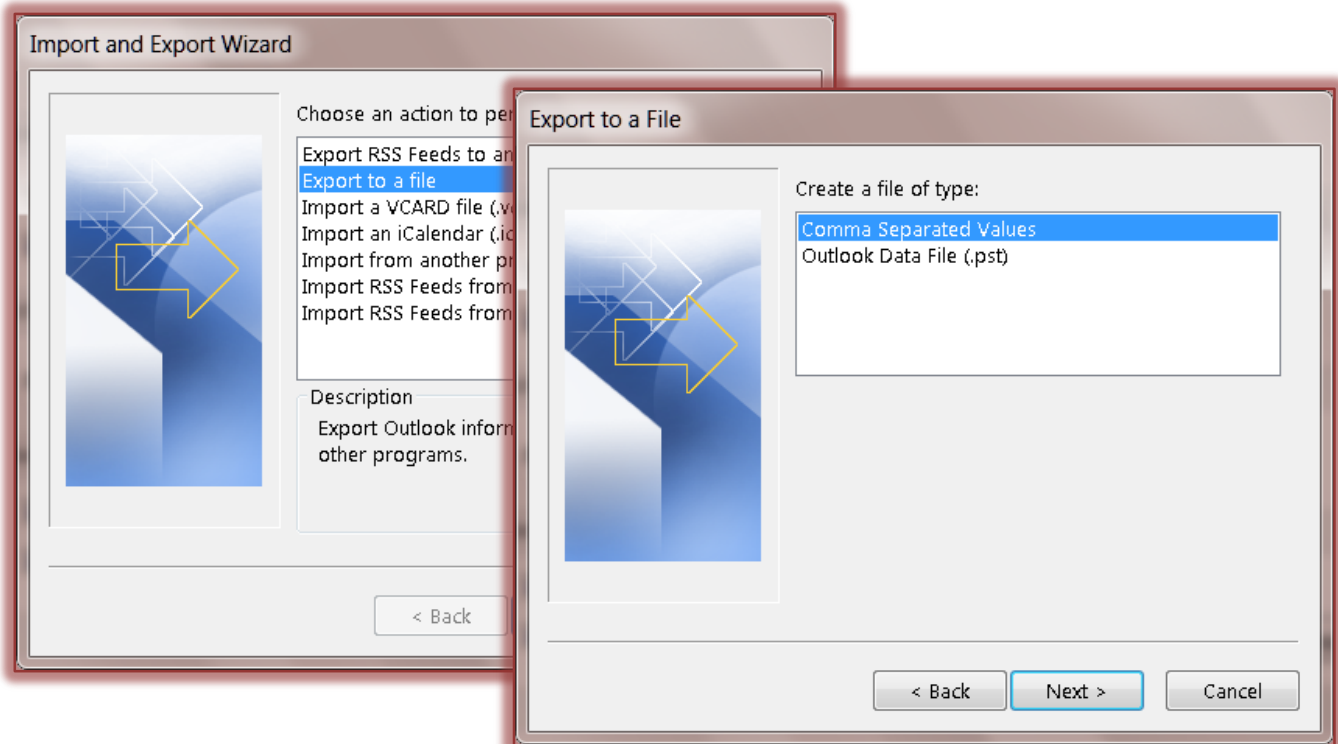 Import and Export Wizard
Choose an action to per
Export RSS Feeds to an
Export to a file
Import a VCARD file (.v
Import an iCalendar (.ic
Import from another pr
Import RSS Feeds from
Import RSS Feeds from
Description
Export Outlook inforn
other programs.
< Back
Export to a File
Create a file of type:
Comma Separated Values
Outlook Data File (.pst)
< Back
Next >
Cancel